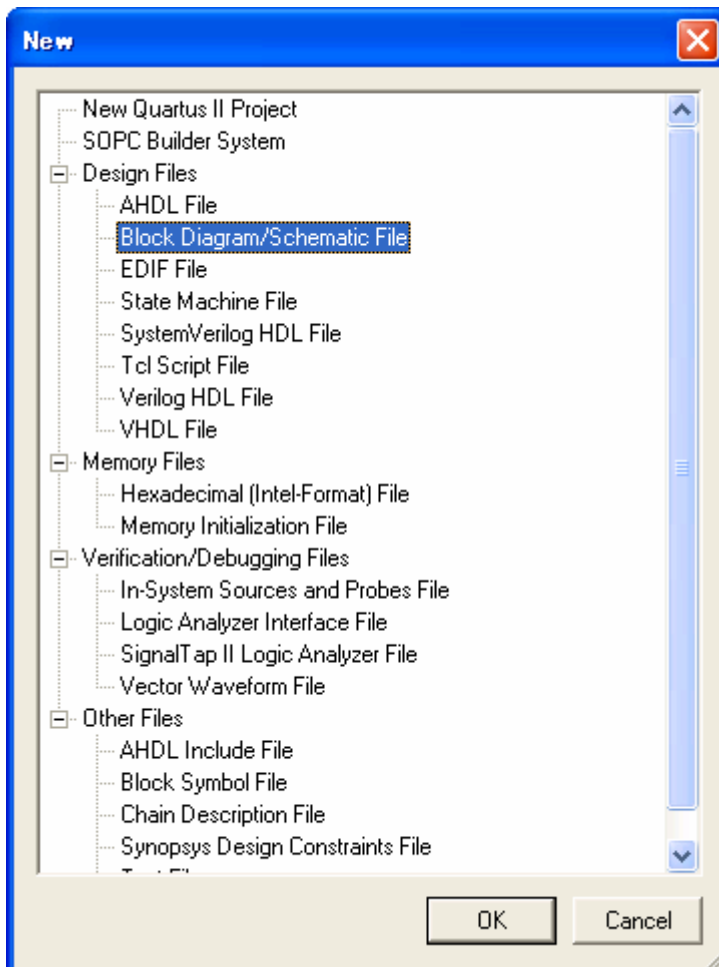 New
New Quartus II Project
SOPC Builder System
Design Files
AHDL File
Block Diagram/Schematic File
EDIF File
State Machine File
SystemVerilog HDL File
Tcl Script File
Verilog HDL File
VHDL File
Memory Files
Hexadecimal (Intel-Format) File
Memory Initialization File
Verification/Debugging Files
In-System Sources and Probes File
Logic Analyzer Interface File
SignalTap II Logic Analyzer File
Vector Waveform File
Other Files
AHDL Include File
Block Symbol File
Chain Description File
Synopsys Design Constraints File
OK Cancel